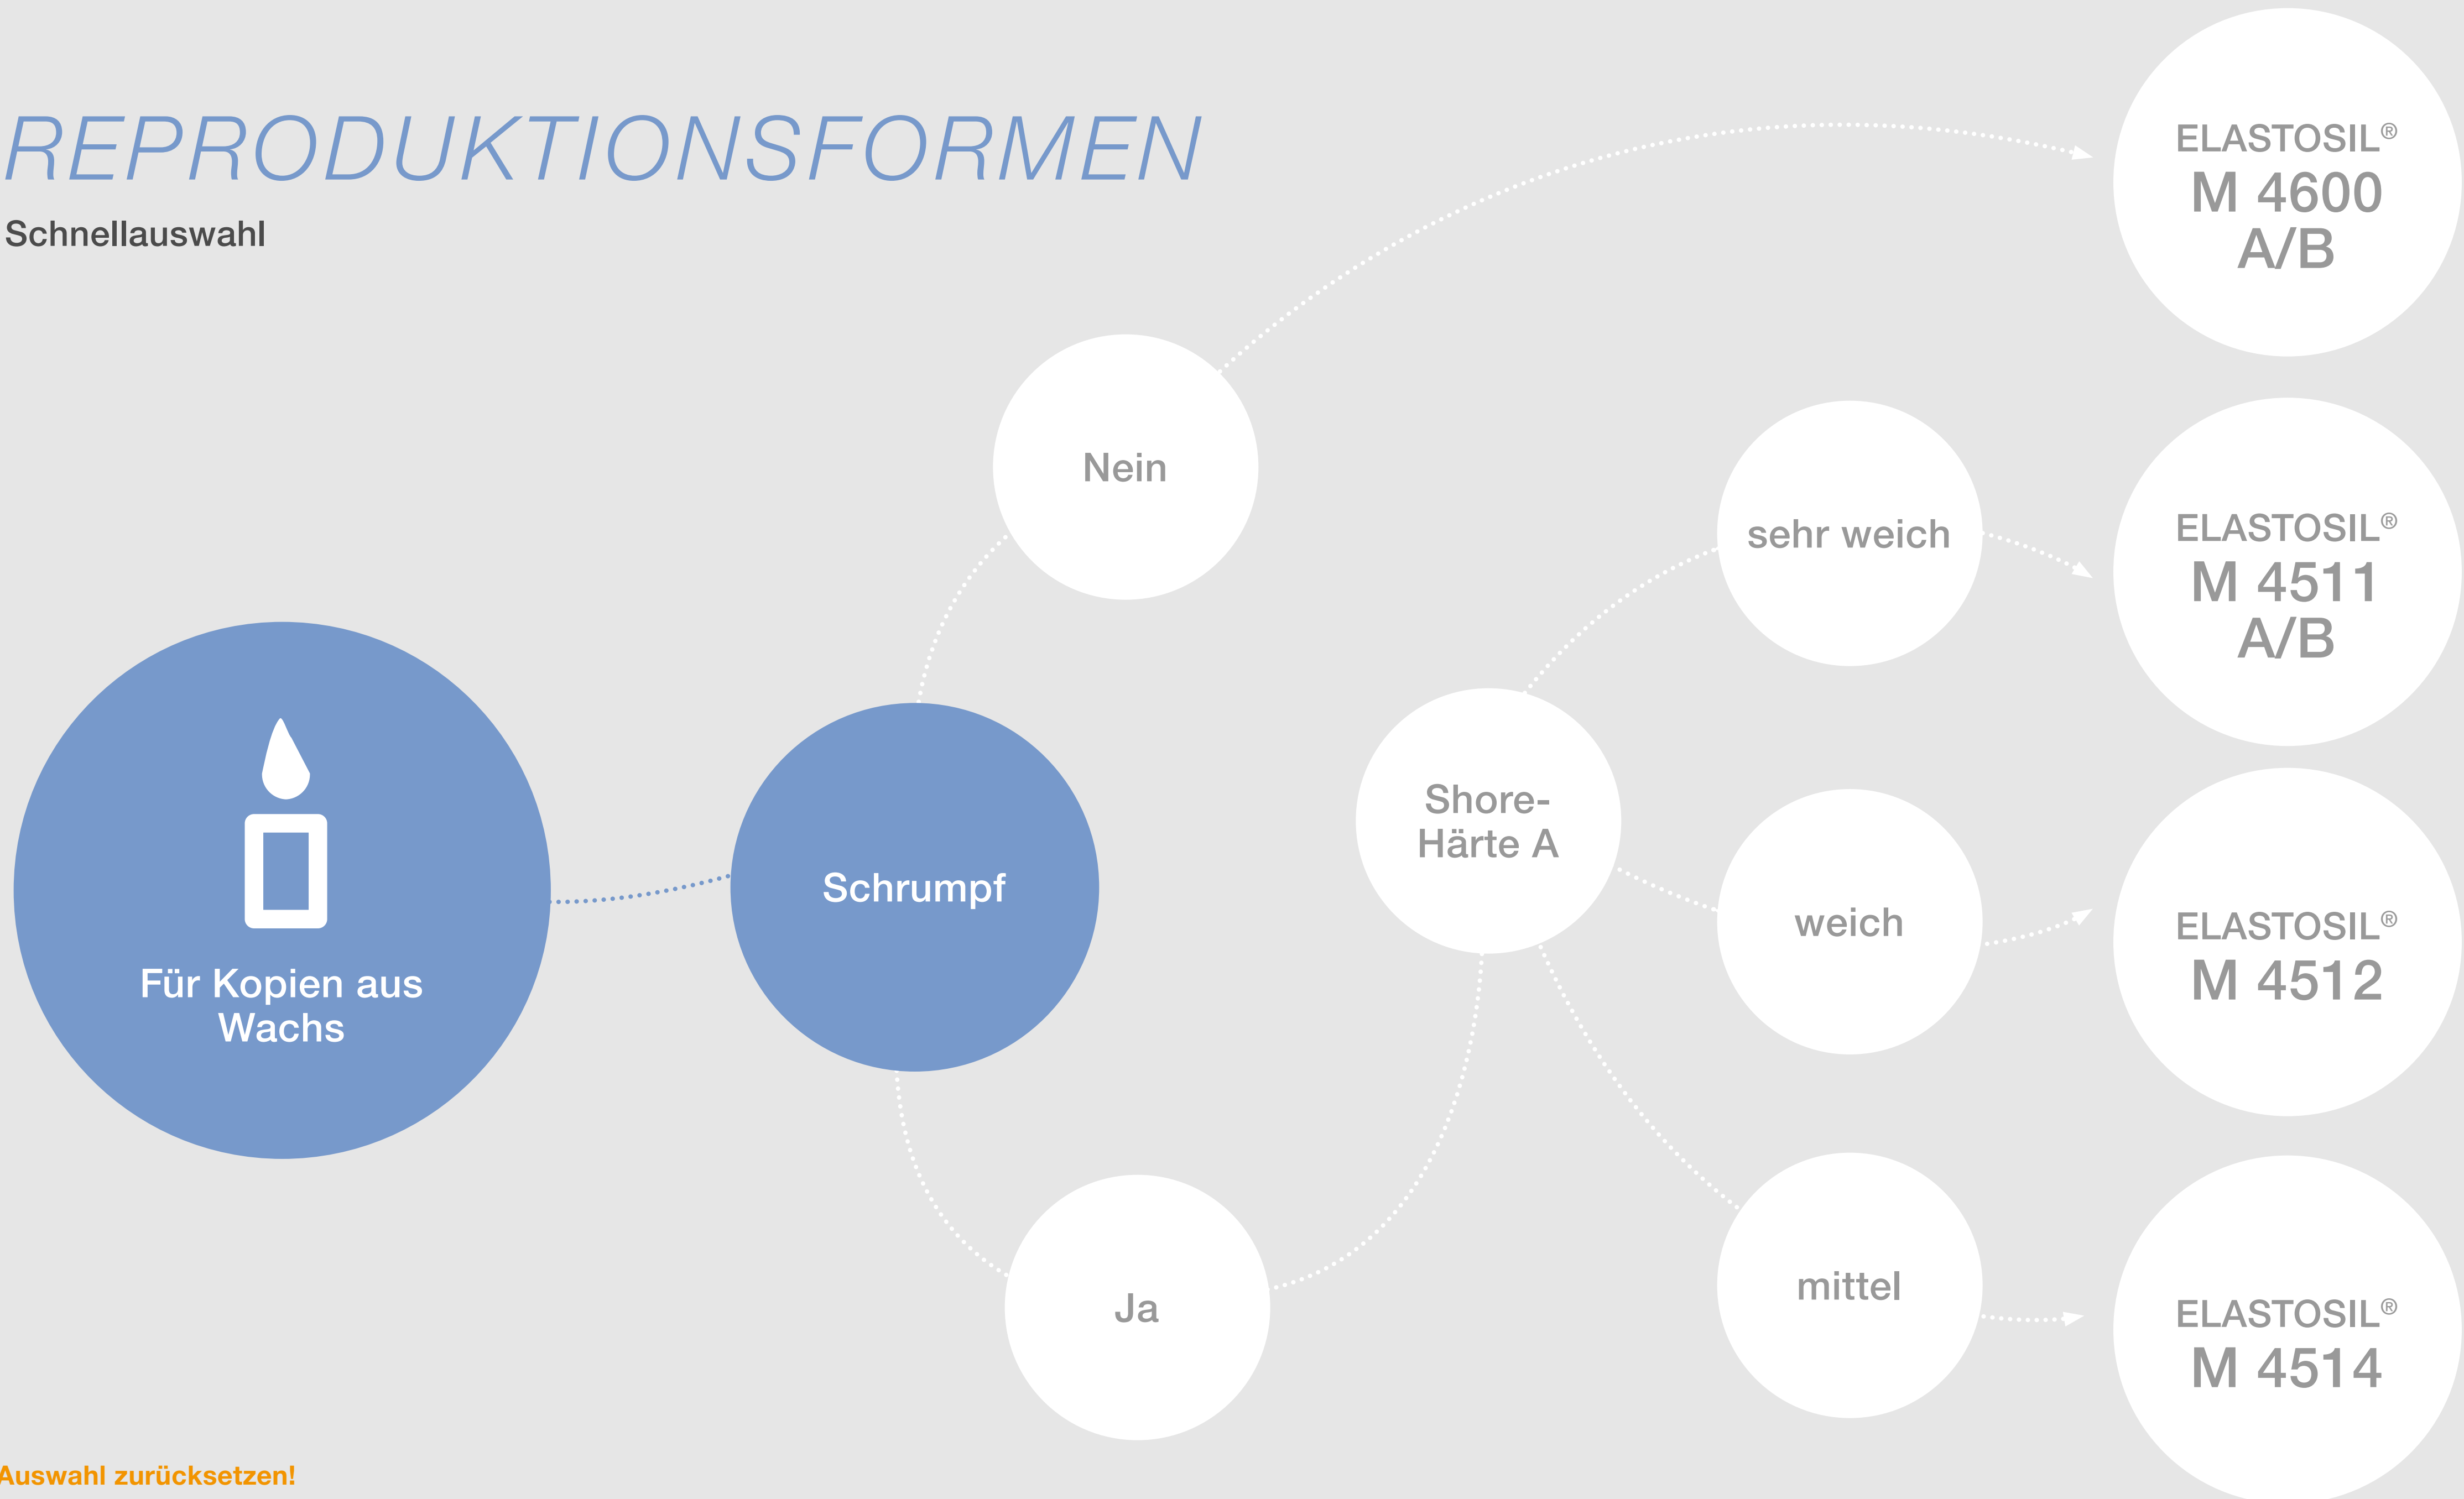 REPRODUKTIONSFORMEN
Schnellauswahl
Für Kopien aus
Wachs
Schrumpf
Nein
Ja
Shore-
Härte A
sehr weich
weich
mittel
ELASTOSIL®
M 4600
A/B
ELASTOSIL®
M 4511
A/B
ELASTOSIL®
M 4512
ELASTOSIL®
M 4514
Auswahl zurücksetzen!